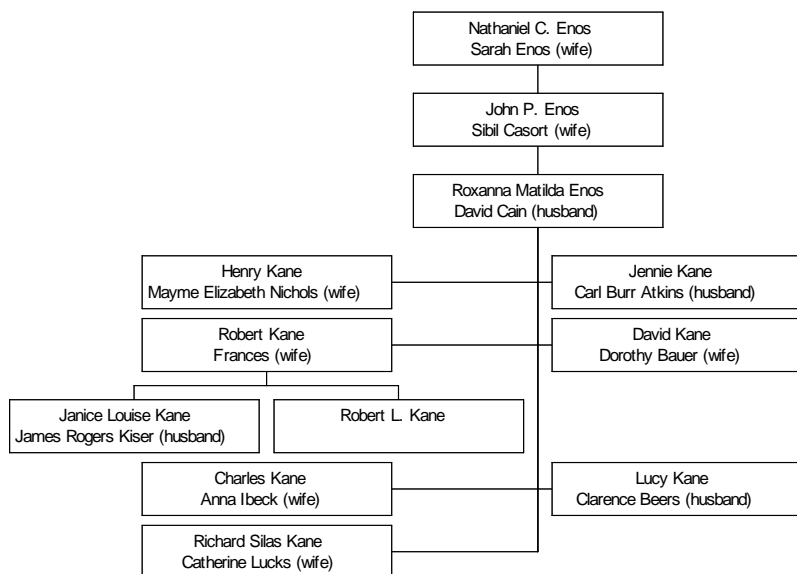 Nathaniel C. Enos
Sarah Enos (wife)
John P. Enos
Sibil Casort (wife)
Roxanna Matilda Enos
David Cain (husband)
Henry Kane
Mayme Elizabeth Nichols (wife)
Jennie Kane
Carl Burr Atkins (husband)
Robert Kane
Frances (wife)
David Kane
Dorothy Bauer (wife)
Janice Louise Kane
James Rogers Kiser (husband)
Robert L. Kane
Charles Kane
Anna Ibeck (wife)
Lucy Kane
Clarence Beers (husband)
Richard Silas Kane
Catherine Lucks (wife)